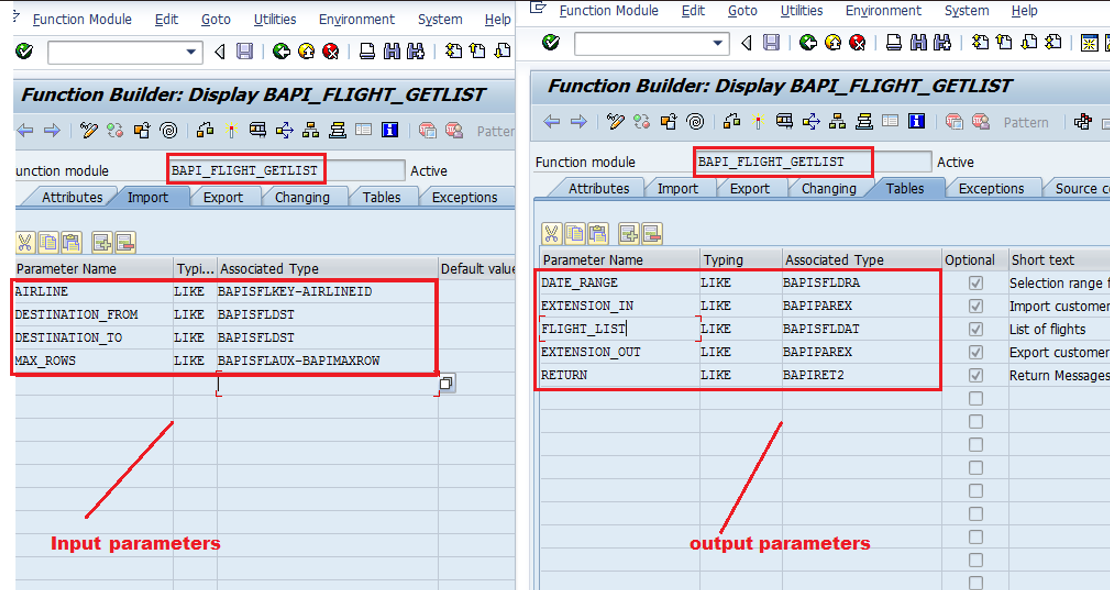 Function Module Edit Goto Utilities Environment System Help
Function Builder: Display BAPI_FLIGHT_GETLIST
Patter
unction module BAPI_FLIGHT_GETLIST Active
Attributes Import Export Changing Tables Exceptions
Parameter Name Typi... Associated Type Default value
AIRLINE LIKE BAPISFLKEY-AIRLINEID
DESTINATION_FROM LIKE BAPISFLDST
DESTINATION_TO LIKE BAPISFLDST
MAX_ROWS LIKE BAPISFLAUX-BAPIMAXROW
Input parameters
Function Module Edit Goto Utilities Environment System Help
Function Builder: Display BAPI_FLIGHT_GETLIST
Pattern
Function module BAPI_FLIGHT_GETLIST Active
Attributes Import Export Changing Tables Exceptions Source c
Parameter Name Typing Associated Type Optional Short text
DATE_RANGE LIKE BAPISFLDRA Selection range f
EXTENSION_IN LIKE BAPIPAREX Import customer
FLIGHT_LIST LIKE BAPISFLDAT List of flights
EXTENSION_OUT LIKE BAPIPAREX Export customer
RETURN LIKE BAPIRET2 Return Messages
output parameters